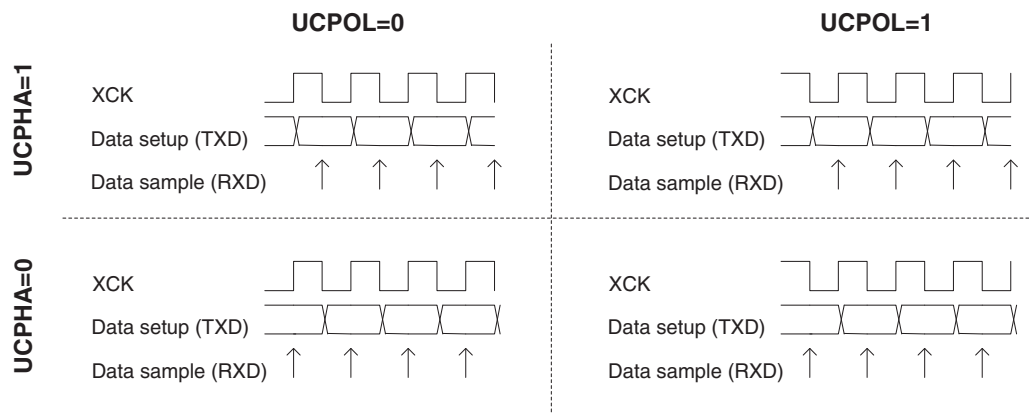 UCPOL=0
UCPOL=1
UCPHA=1
XCK
Data setup (TXD)
Data sample (RXD)
XCK
Data setup (TXD)
Data sample (RXD)
UCPHA=0
XCK
Data setup (TXD)
Data sample (RXD)
XCK
Data setup (TXD)
Data sample (RXD)